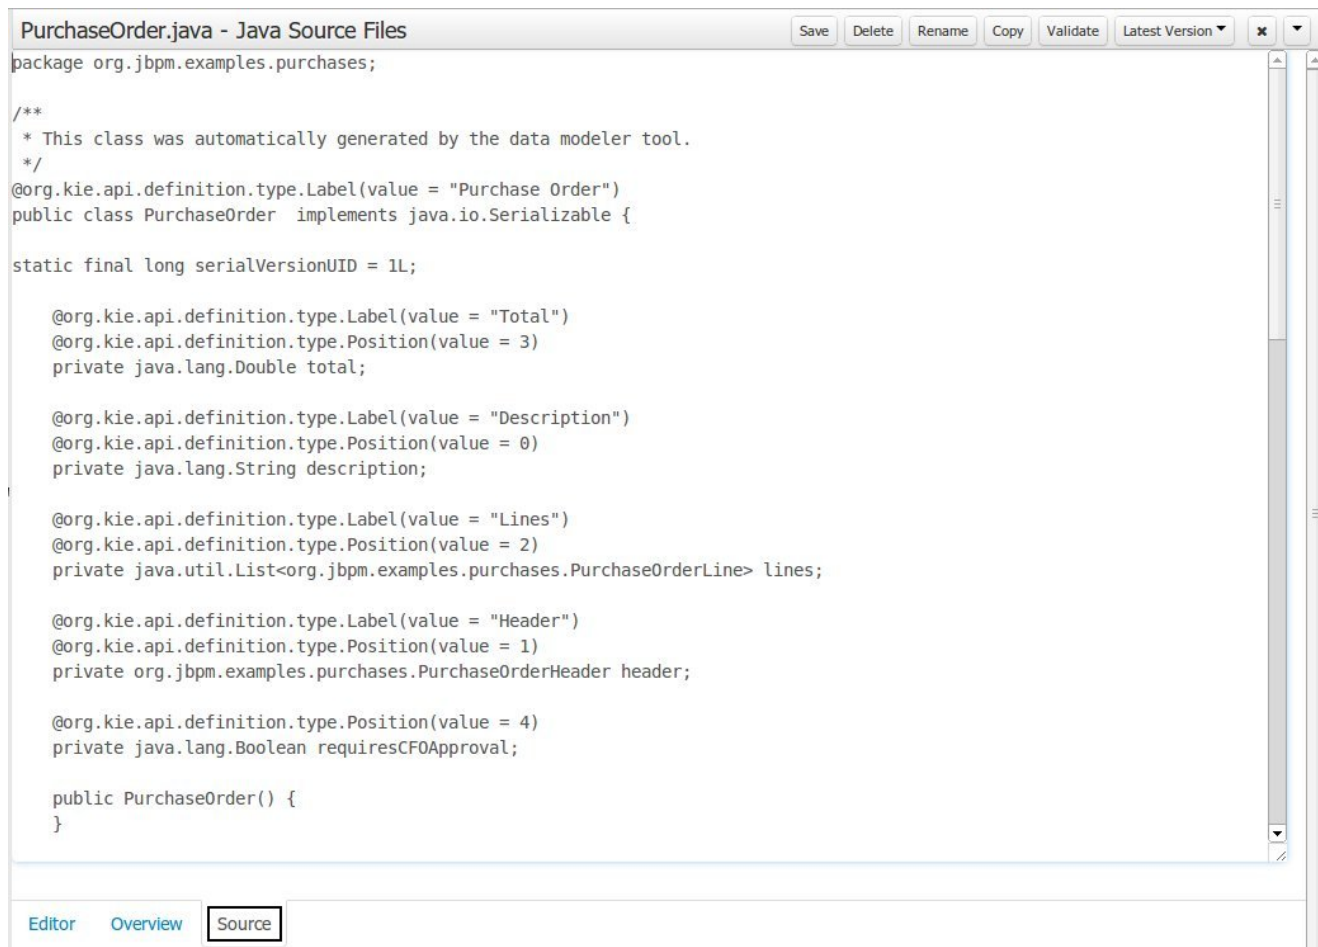 PurchaseOrder.java - Java Source Files
Save Delete Rename Copy Validate Latest Version
package org.jbpm.examples.purchases;
/**
 * This class was automatically generated by the data modeler tool.
 */
@org.kie.api.definition.type.Label(value = "Purchase Order")
public class PurchaseOrder  implements java.io.Serializable {
static final long serialVersionUID = 1L;
    @org.kie.api.definition.type.Label(value = "Total")
    @org.kie.api.definition.type.Position(value = 3)
    private java.lang.Double total;
    @org.kie.api.definition.type.Label(value = "Description")
    @org.kie.api.definition.type.Position(value = 0)
    private java.lang.String description;
    @org.kie.api.definition.type.Label(value = "Lines")
    @org.kie.api.definition.type.Position(value = 2)
    private java.util.List<org.jbpm.examples.purchases.PurchaseOrderLine> lines;
    @org.kie.api.definition.type.Label(value = "Header")
    @org.kie.api.definition.type.Position(value = 1)
    private org.jbpm.examples.purchases.PurchaseOrderHeader header;
    @org.kie.api.definition.type.Position(value = 4)
    private java.lang.Boolean requiresCFOApproval;
    public PurchaseOrder() {
    }
Editor Overview Source